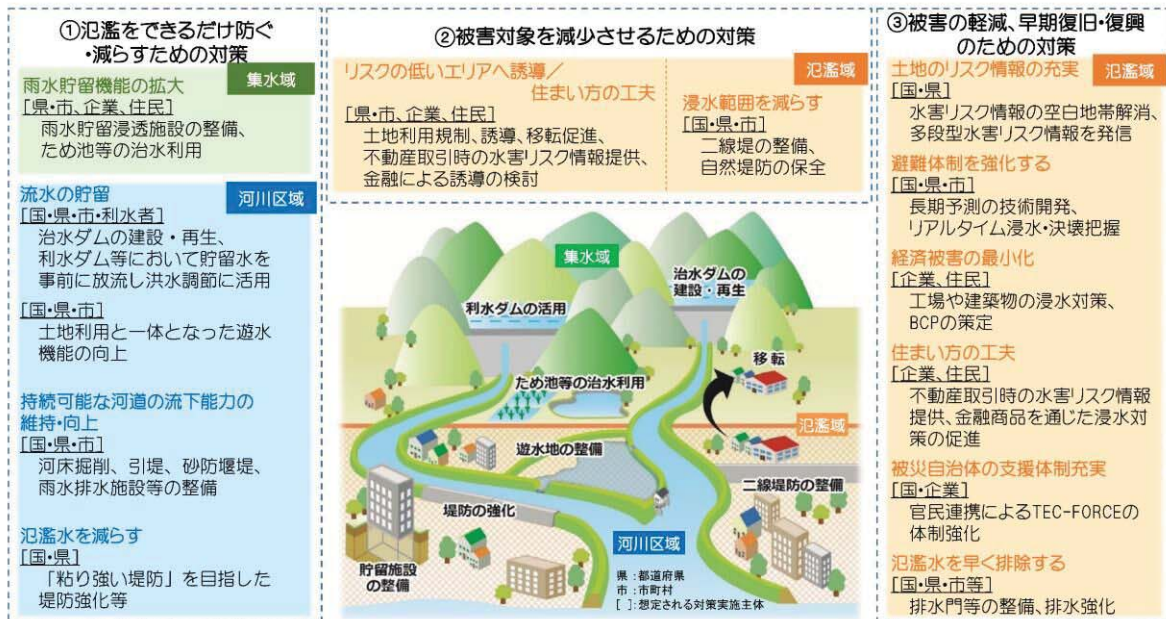 ①氾濫をできるだけ防ぐ
・減らすための対策
集水域
雨水貯留機能の拡大
[県・市、企業、住民]
雨水貯留浸透施設の整備、
ため池等の治水利用
河川区域
流水の貯留
[国・県・市・利水者]
治水ダムの建設・再生、
利水ダム等において貯留水を
事前に放流し洪水調節に活用
[国・県・市]
土地利用と一体となった遊水
機能の向上
持続可能な河道の流下能力の
維持・向上
[国・県・市]
河床掘削、引堤、砂防堰堤、
雨水排水施設等の整備
氾濫水を減らす
[国・県]
「粘り強い堤防」を目指した
堤防強化等
②被害対象を減少させるための対策
氾濫域
リスクの低いエリアへ誘導／
住まい方の工夫
[県・市、企業、住民]
土地利用規制、誘導、移転促進、
不動産取引時の水害リスク情報提供、
金融による誘導の検討
浸水範囲を減らす
[国・県・市]
二線堤の整備、
自然堤防の保全
集水域
治水ダムの
建設・再生
利水ダムの活用
移転
ため池等の治水利用
氾濫域
遊水地の整備
二線堤防の整備
堤防の強化
河川区域
貯留施設
の整備
県：都道府県
市：市町村
[ ]：想定される対策実施主体
③被害の軽減、早期復旧・復興
のための対策
氾濫域
土地のリスク情報の充実
[国・県]
水害リスク情報の空白地帯解消、
多段型水害リスク情報を発信
避難体制を強化する
[国・県・市]
長期予測の技術開発、
リアルタイム浸水・決壊把握
経済被害の最小化
[企業、住民]
工場や建築物の浸水対策、
BCPの策定
住まい方の工夫
[企業、住民]
不動産取引時の水害リスク情報
提供、金融商品を通じた浸水対
策の促進
被災自治体の支援体制充実
[国・企業]
官民連携によるTEC-FORCEの
体制強化
氾濫水を早く排除する
[国・県・市等]
排水門等の整備、排水強化